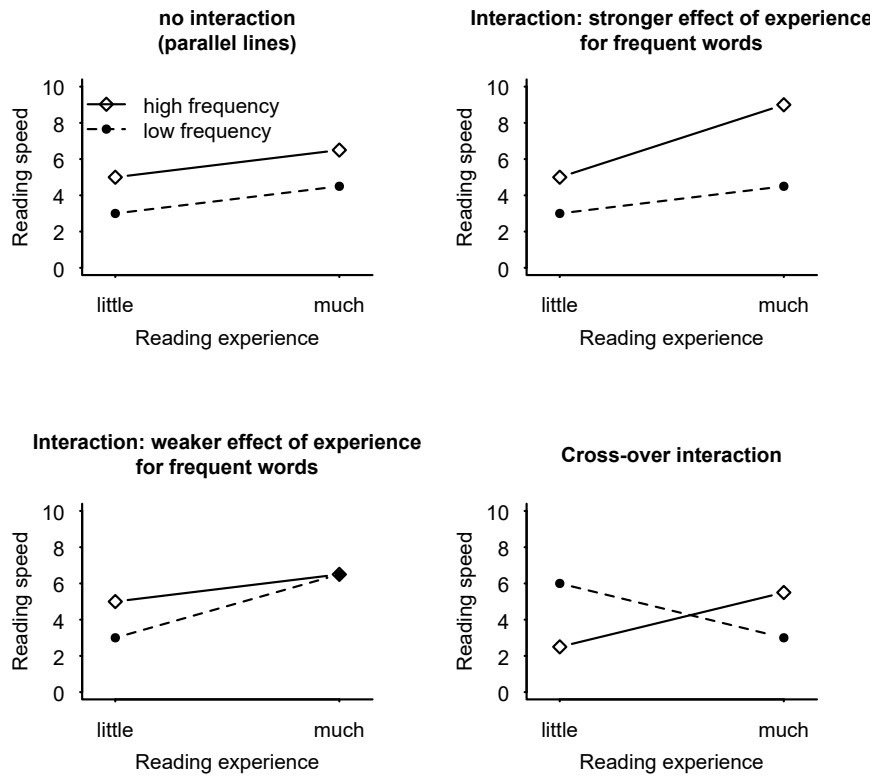 no interaction
(parallel lines)
10
8
6
4
2
0
Reading speed
high frequency
low frequency
little
much
Reading experience
Interaction: stronger effect of experience
for frequent words
10
8
6
4
2
0
Reading speed
little
much
Reading experience
Interaction: weaker effect of experience
for frequent words
10
8
6
4
2
0
Reading speed
little
much
Reading experience
Cross-over interaction
10
8
6
4
2
0
Reading speed
little
much
Reading experience